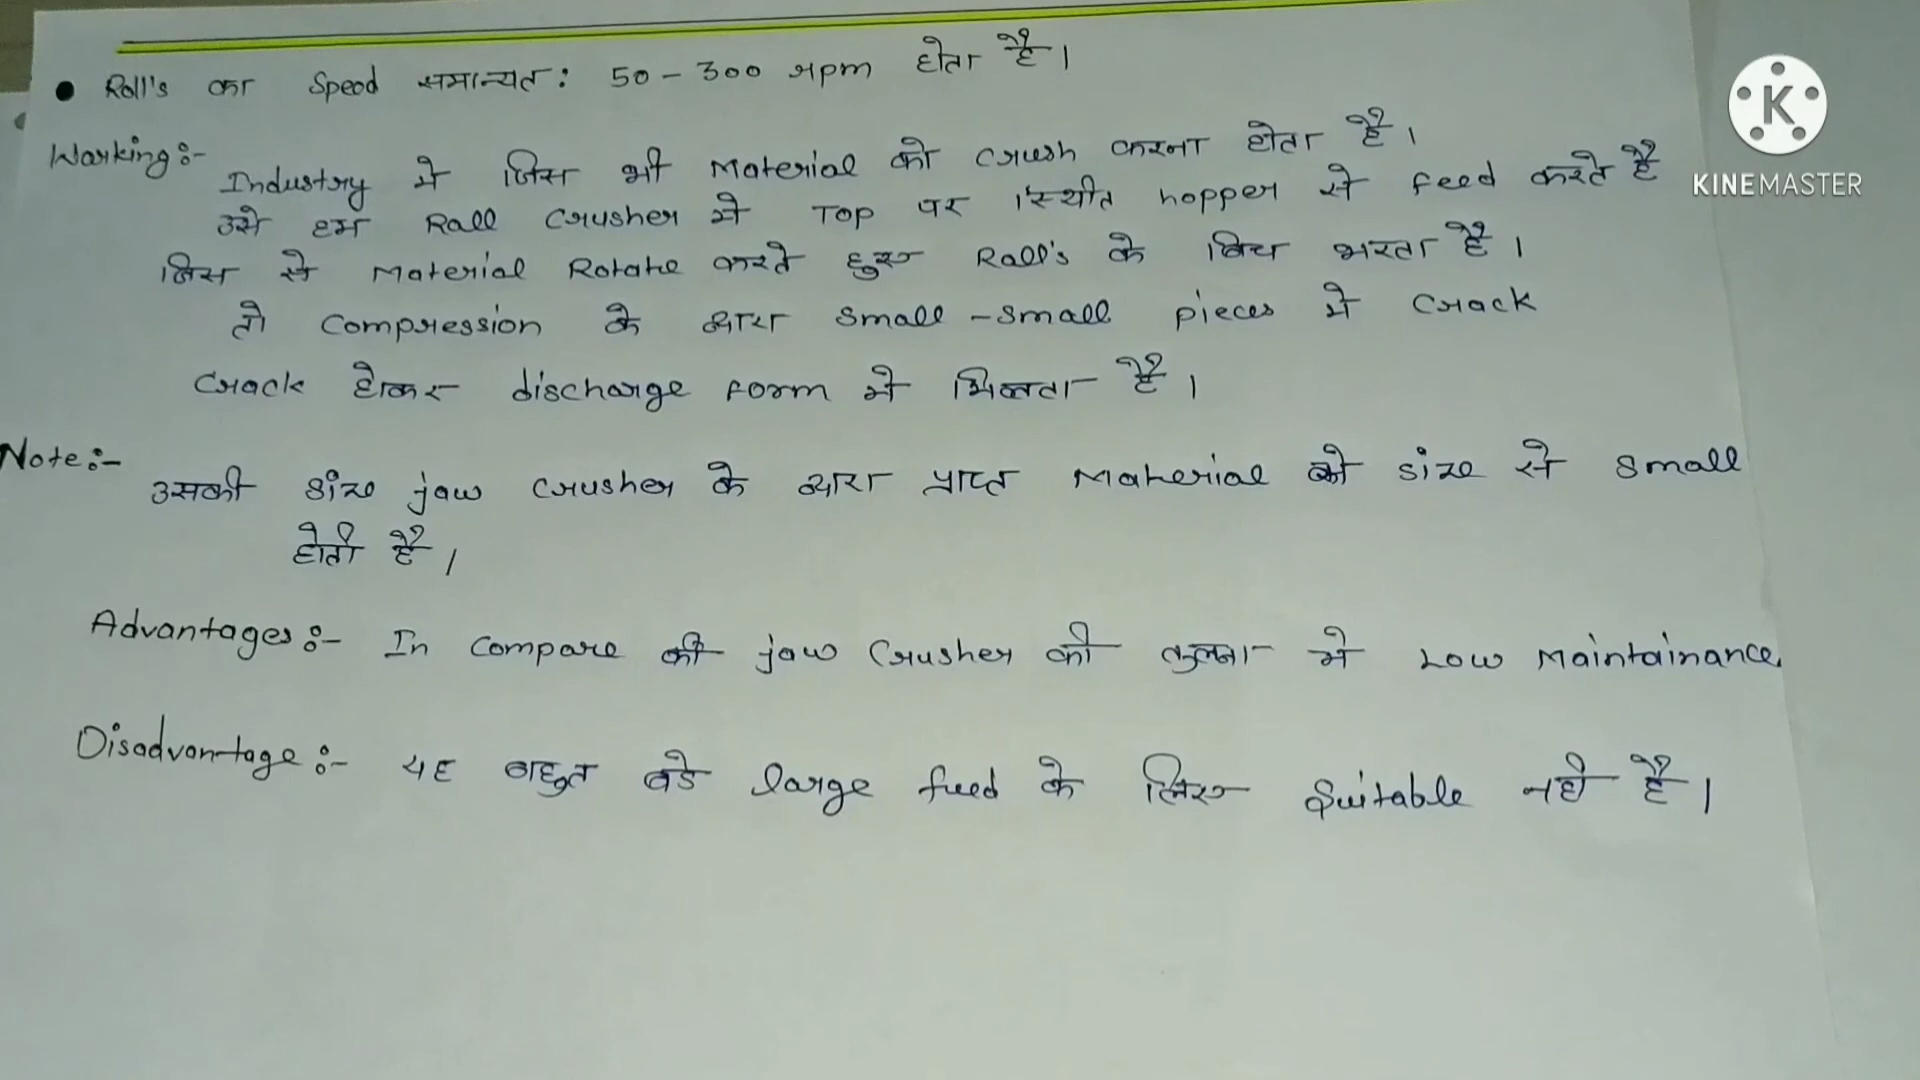 • Roll's का Speed समान्यत: 50-300 rpm होता है।
K
KINEMASTER
Working:- Industry मे जिस भी Material को crush करना होता है।
उसे हम Roll Crusher मे Top पर स्थीत hopper से feed करते है
जिस से Material Rotate करते हुए Roll's के बिच भरता है।
तो Compression के द्वारा small-small pieces मे crack
crack होकर discharge form मे मिलता है।
Note:- उसकी size jaw crusher के द्वारा प्राप्त Material को size से small
होती है।
Advantages:- In compare की jaw Crusher की तुलना मे Low Maintainance.
Disadvantage:- यह बहुत बडे large feed के लिए suitable नही है।